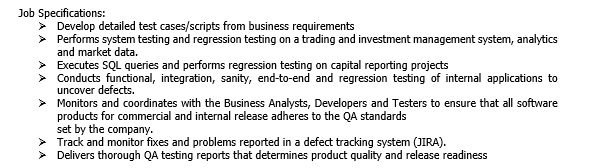 Job Specifications:
➢ Develop detailed test cases/scripts from business requirements
➢ Performs system testing and regression testing on a trading and investment management system, analytics
and market data.
➢ Executes SQL queries and performs regression testing on capital reporting projects
➢ Conducts functional, integration, sanity, end-to-end and regression testing of internal applications to
uncover defects.
➢ Monitors and coordinates with the Business Analysts, Developers and Testers to ensure that all software
products for commercial and internal release adheres to the QA standards
set by the company.
➢ Track and monitor fixes and problems reported in a defect tracking system (JIRA).
➢ Delivers thorough QA testing reports that determines product quality and release readiness